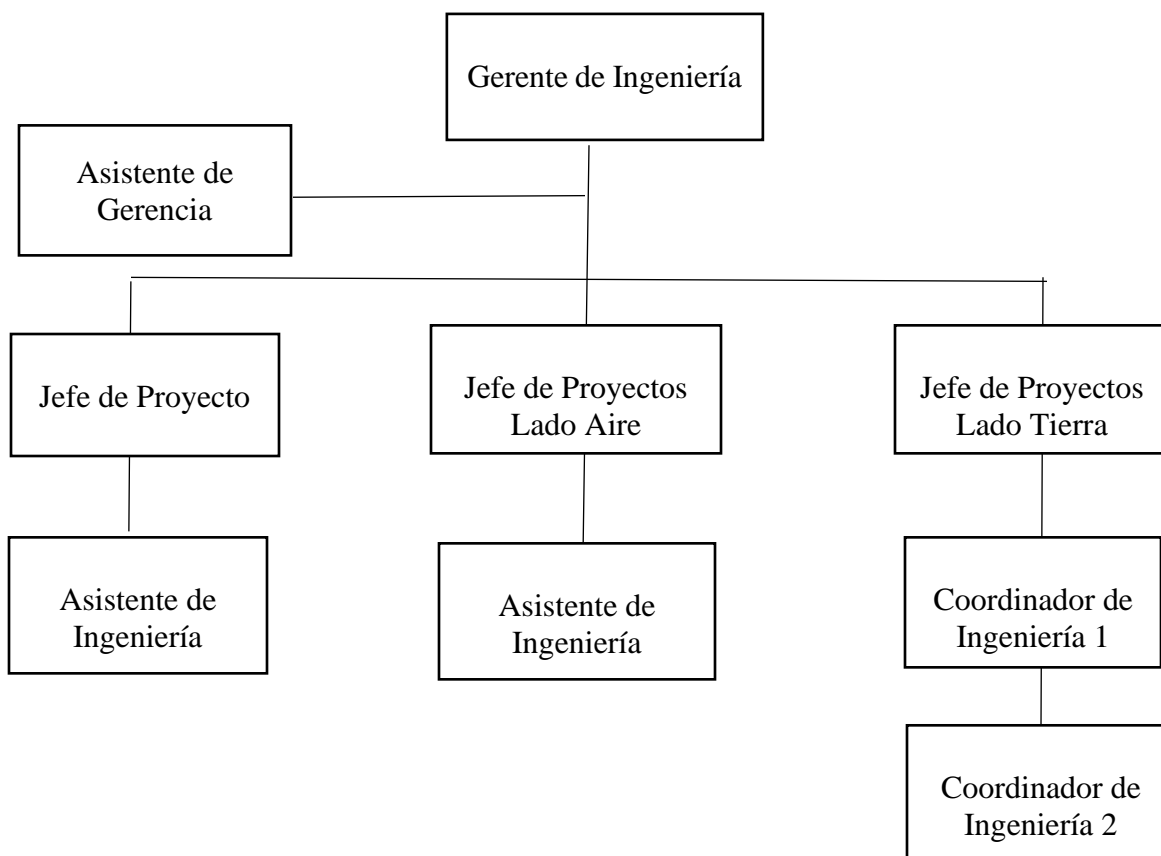 Gerente de Ingeniería
Asistente de
Gerencia
Jefe de Proyecto
Jefe de Proyectos
Lado Aire
Jefe de Proyectos
Lado Tierra
Asistente de
Ingeniería
Asistente de
Ingeniería
Coordinador de
Ingeniería 1
Coordinador de
Ingeniería 2